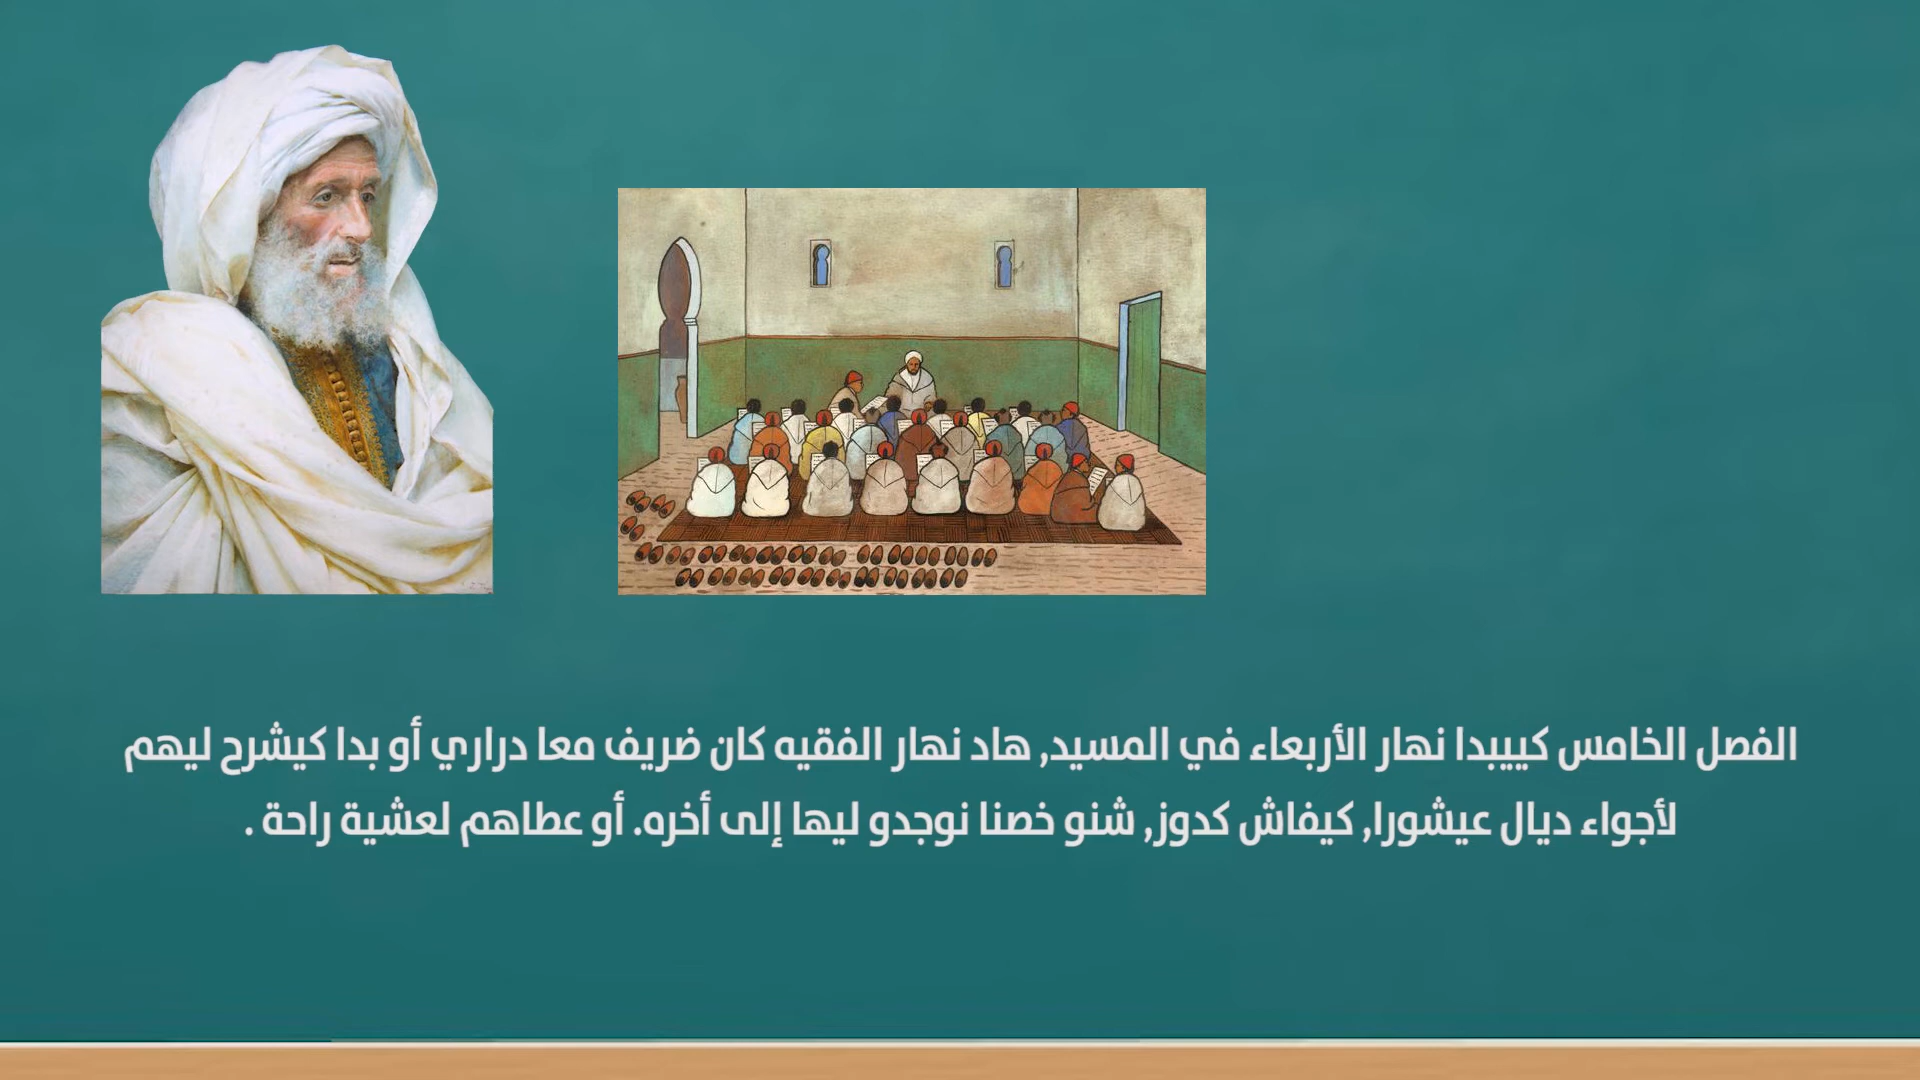 الفصل الخامس كييبدا نهار الأربعاء في المسيد, هاد نهار الفقيه كان ضريف معا دراري أو بدا كيشرح ليهم
لأجواء ديال عيشورا, كيفاش كدوز, شنو خصنا نوجدو ليها إلى أخره. أو عطاهم لعشية راحة .